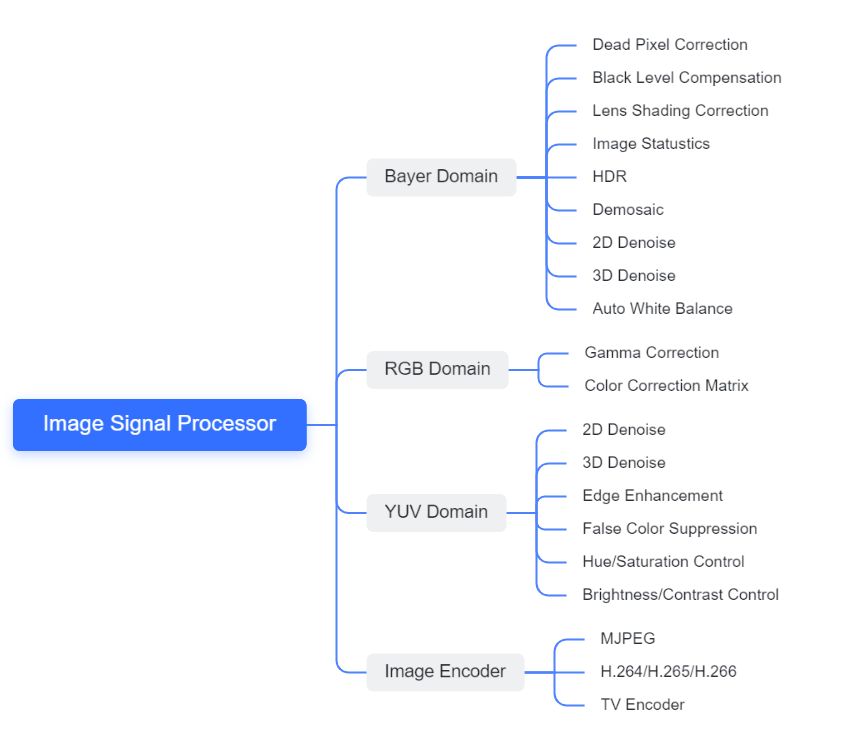 Image Signal Processor
Bayer Domain
Dead Pixel Correction
Black Level Compensation
Lens Shading Correction
Image Statustics
HDR
Demosaic
2D Denoise
3D Denoise
Auto White Balance
RGB Domain
Gamma Correction
Color Correction Matrix
YUV Domain
2D Denoise
3D Denoise
Edge Enhancement
False Color Suppression
Hue/Saturation Control
Brightness/Contrast Control
Image Encoder
MJPEG
H.264/H.265/H.266
TV Encoder